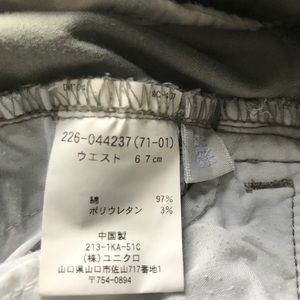 226-044237(71-01)
ウエスト 67cm
綿 97%
ポリウレタン 3%
中国製
213-1KA-51C
(株)ユニクロ
山口県山口市佐山717番地1
〒754-0894